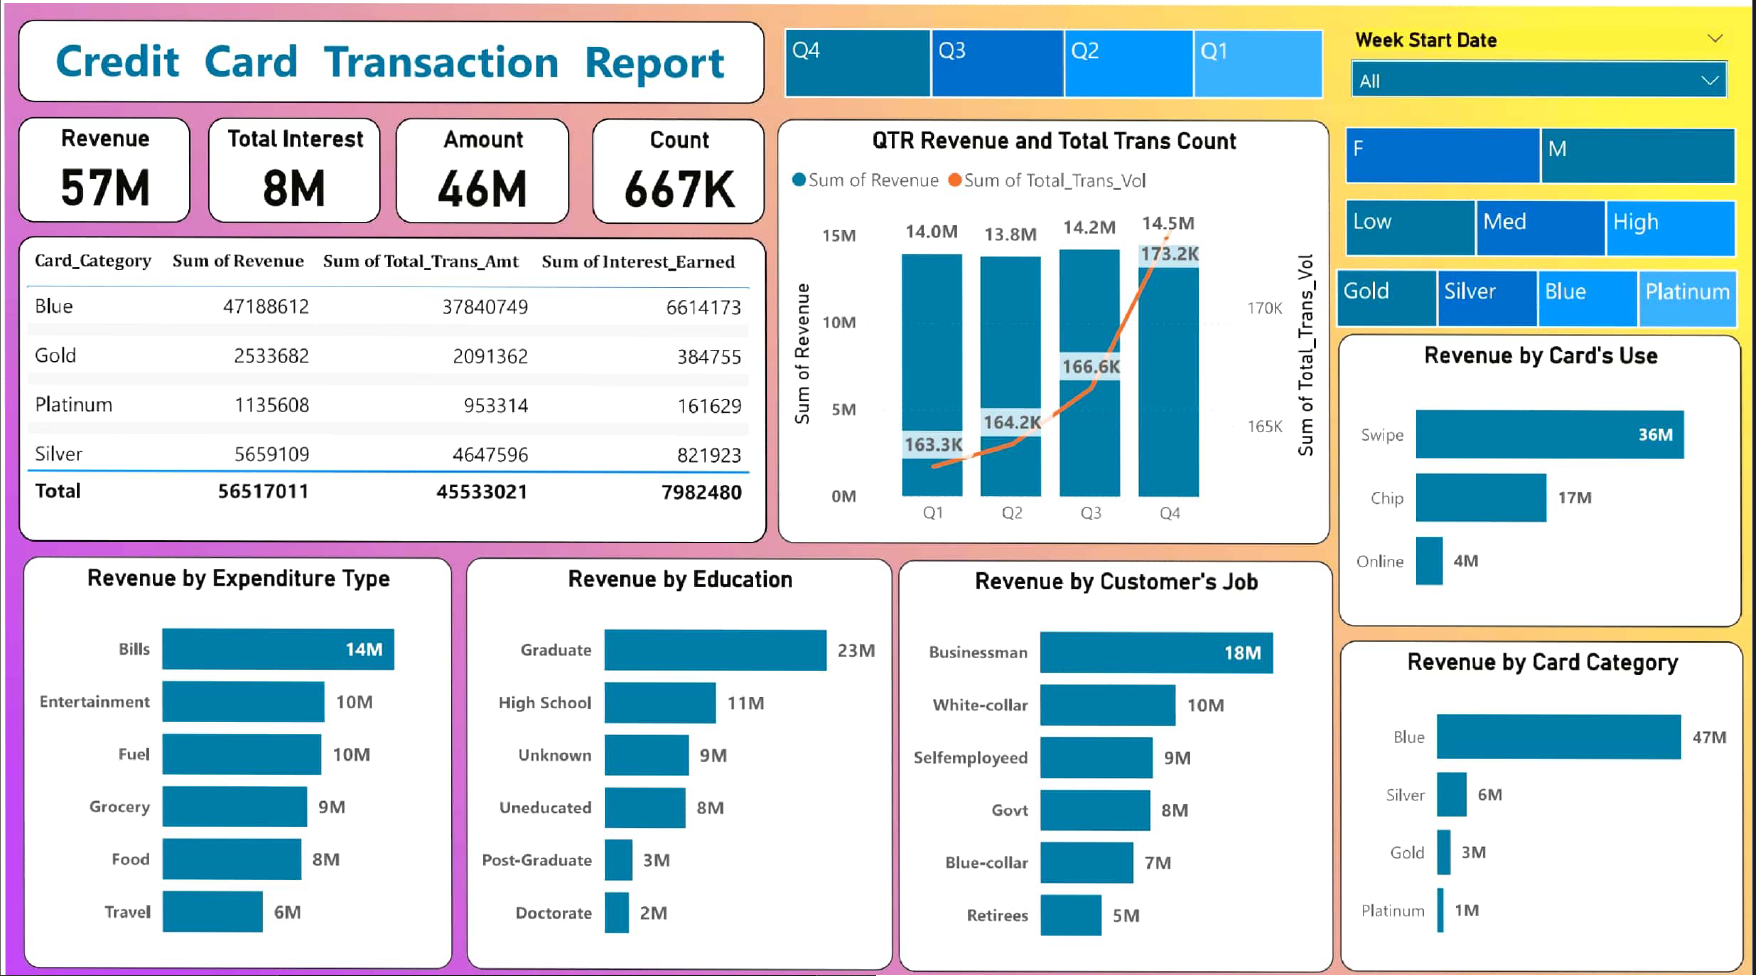 Credit Card Transaction Report
Q4 Q3 Q2 Q1
Week Start Date
All
Revenue
57M
Total Interest
8M
Amount
46M
Count
667K
F M
Low Med High
Gold Silver Blue Platinum
Card_Category Sum of Revenue Sum of Total_Trans_Amt Sum of Interest_Earned
Blue 47188612 37840749 6614173
Gold 2533682 2091362 384755
Platinum 1135608 953314 161629
Silver 5659109 4647596 821923
Total 56517011 45533021 7982480
QTR Revenue and Total Trans Count
Sum of Revenue Sum of Total_Trans_Vol
Sum of Revenue
15M
10M
5M
0M
14.0M 13.8M 14.2M 14.5M
163.3K 164.2K 166.6K 173.2K
Q1 Q2 Q3 Q4
170K
165K
Sum of Total_Trans_Vol
Revenue by Card's Use
Swipe 36M
Chip 17M
Online 4M
Revenue by Expenditure Type
Bills 14M
Entertainment 10M
Fuel 10M
Grocery 9M
Food 8M
Travel 6M
Revenue by Education
Graduate 23M
High School 11M
Unknown 9M
Uneducated 8M
Post-Graduate 3M
Doctorate 2M
Revenue by Customer's Job
Businessman 18M
White-collar 10M
Selfemployeed 9M
Govt 8M
Blue-collar 7M
Retirees 5M
Revenue by Card Category
Blue 47M
Silver 6M
Gold 3M
Platinum 1M